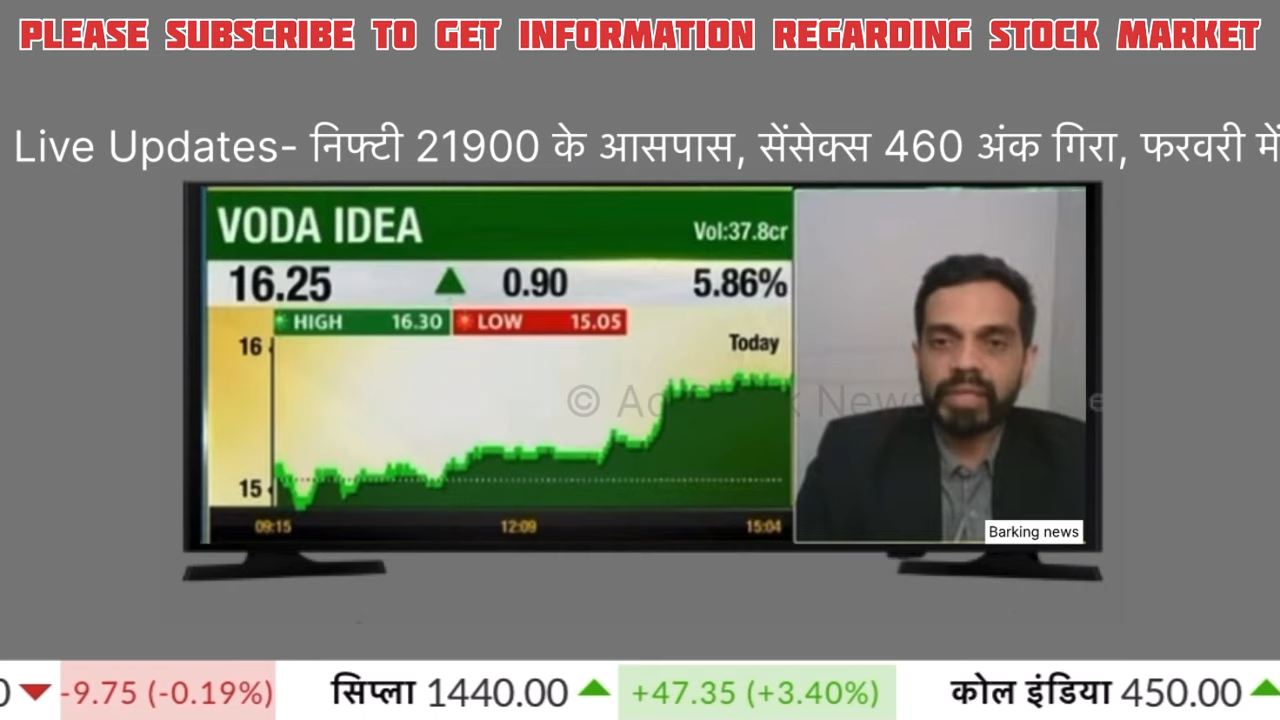 PLEASE SUBSCRIBE TO GET INFORMATION REGARDING STOCK MARKET
Live Updates- निफ्टी 21900 के आसपास, सेंसेक्स 460 अंक गिरा, फरवरी में
VODA IDEA Vol:37.8cr
16.25 0.90 5.86%
HIGH 16.30 LOW 15.05
16 Today
15
09:15 12:09 15:04
Barking news
0 -9.75 (-0.19%) सिप्ला 1440.00 +47.35 (+3.40%) कोल इंडिया 450.00